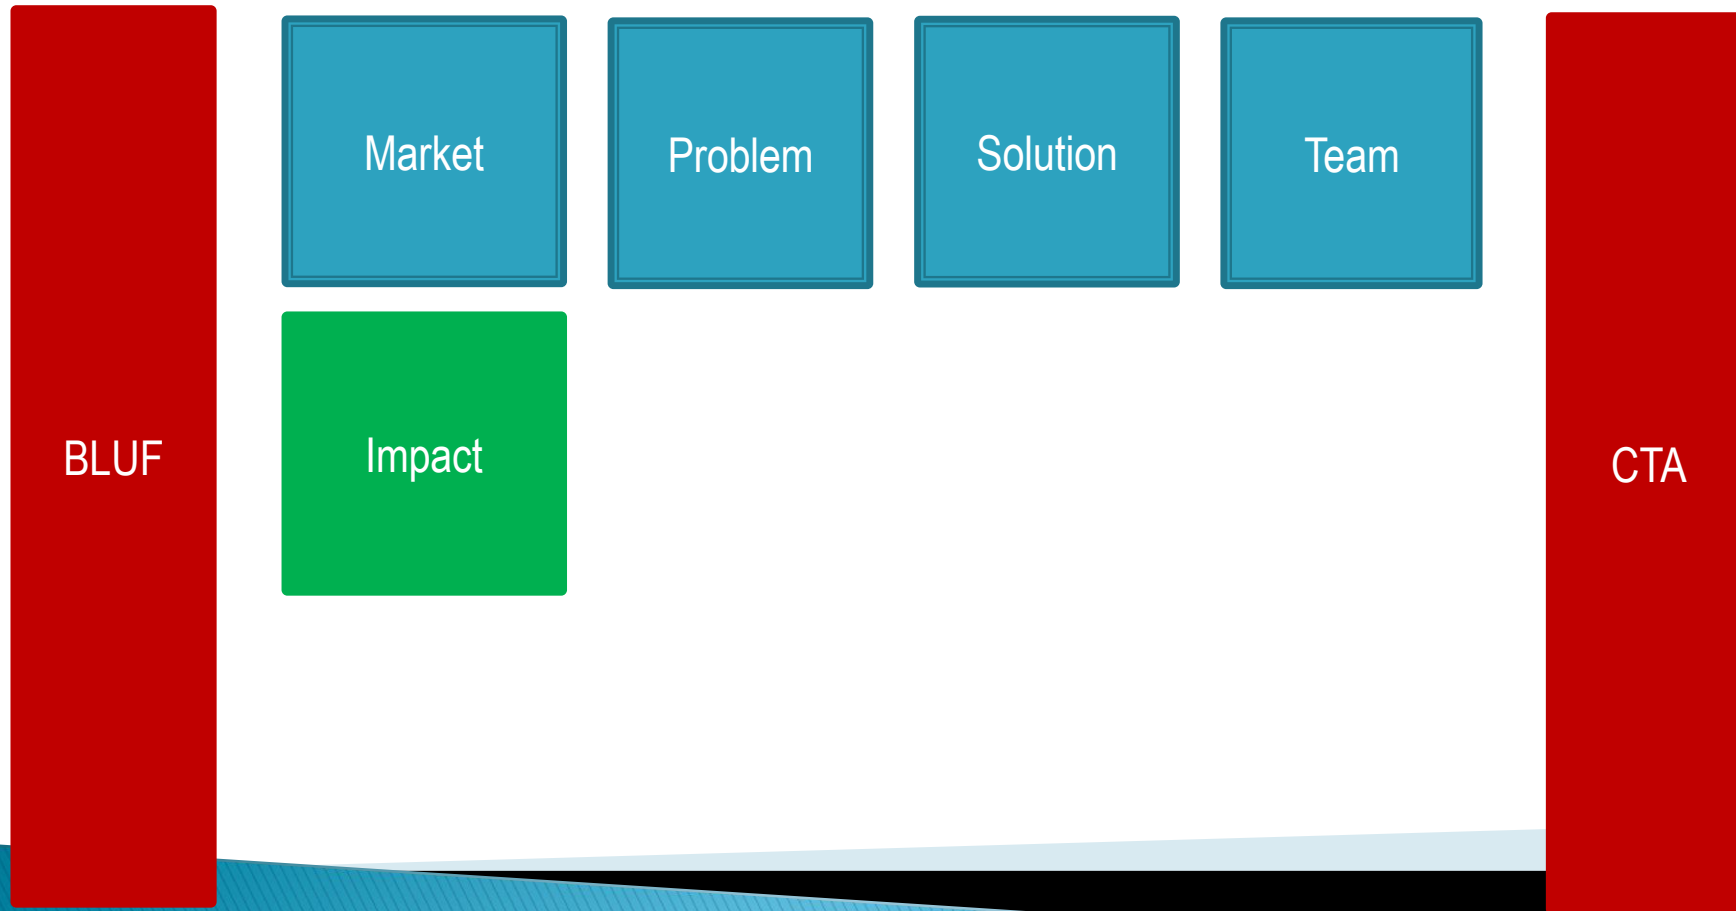 BLUF
Market
Problem
Solution
Team
Impact
CTA